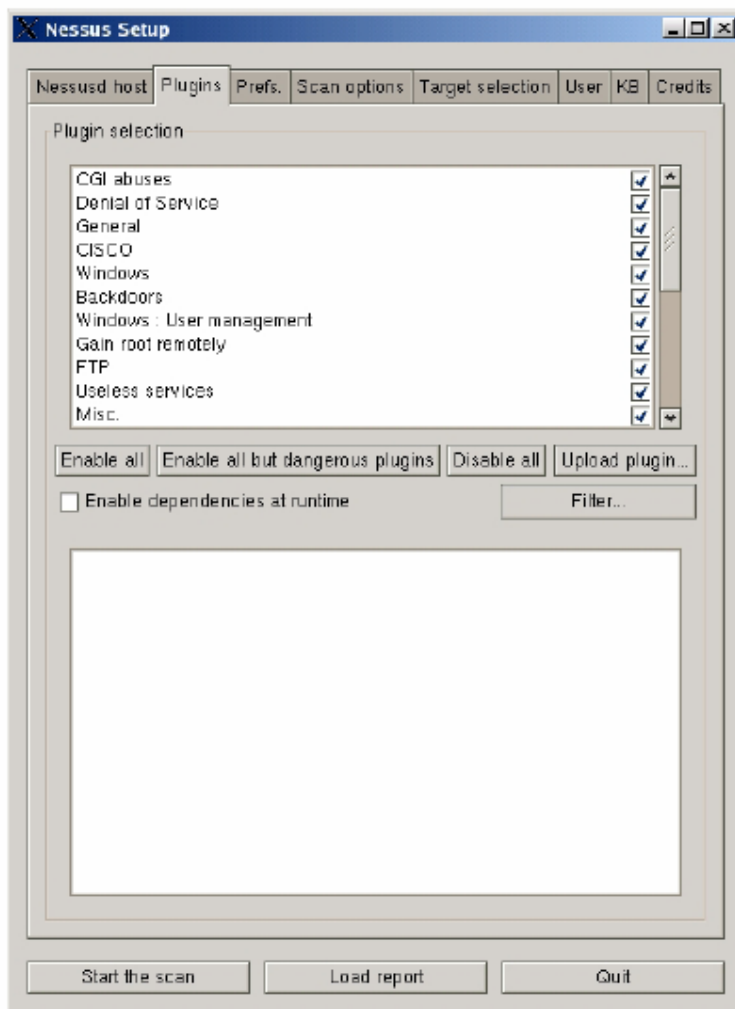 Nessus Setup
Nessusd host Plugins Prefs. Scan options Target selection User KB Credits
Plugin selection
CGI abuses
Denial of Service
General
CISCO
Windows
Backdoors
Windows : User management
Gain root remotely
FTP
Useless services
Misc.
Enable all Enable all but dangerous plugins Disable all Upload plugin...
Enable dependencies at runtime Filter...
Start the scan Load report Quit